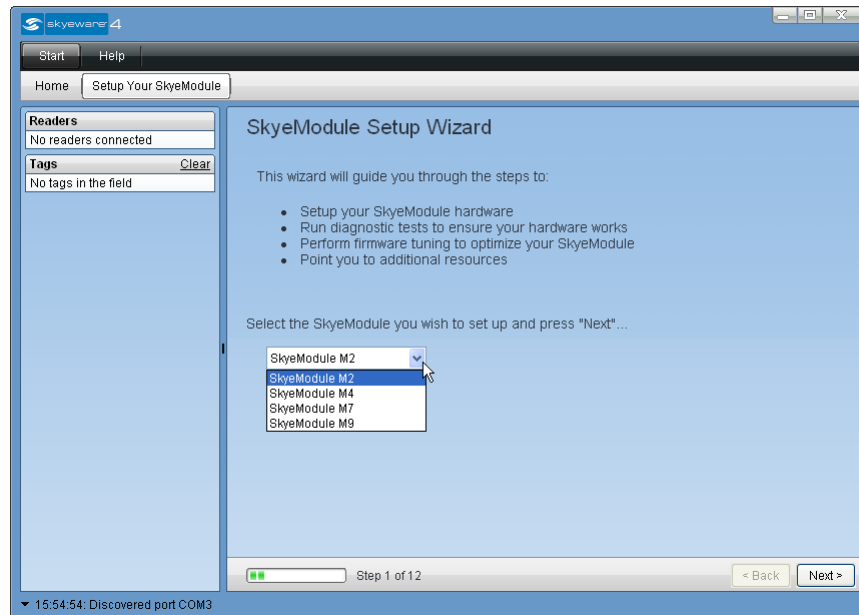 skyeware 4
Start Help
Home Setup Your SkyeModule
Readers
No readers connected
Tags Clear
No tags in the field
SkyeModule Setup Wizard
This wizard will guide you through the steps to:
• Setup your SkyeModule hardware
• Run diagnostic tests to ensure your hardware works
• Perform firmware tuning to optimize your SkyeModule
• Point you to additional resources
Select the SkyeModule you wish to set up and press "Next"...
SkyeModule M2
SkyeModule M2
SkyeModule M4
SkyeModule M7
SkyeModule M9
Step 1 of 12
< Back Next >
15:54:54: Discovered port COM3